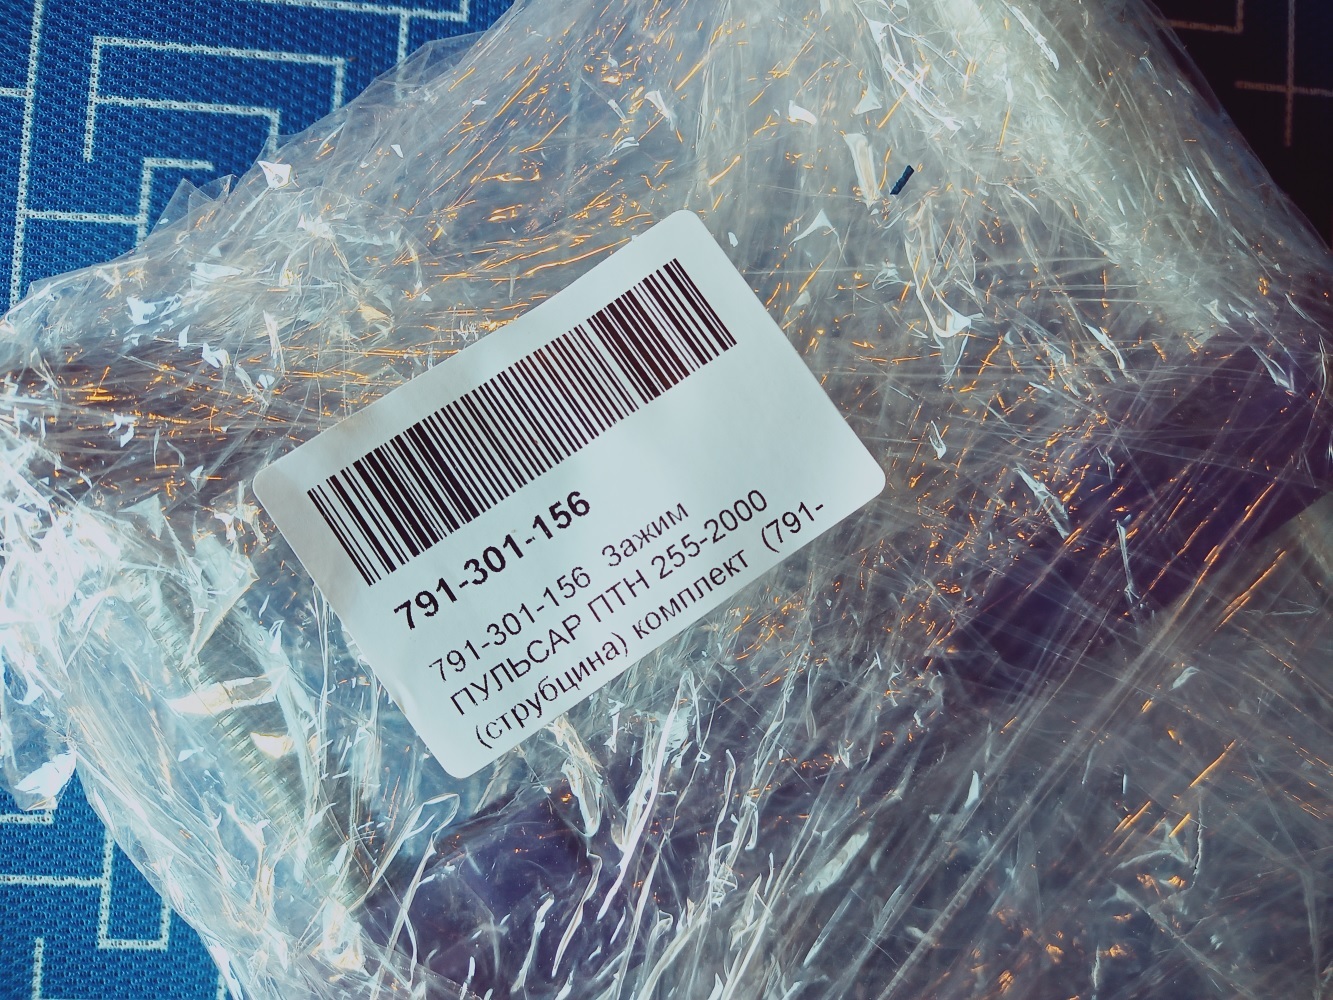 791-301-156
791-301-156 Зажим
ПУЛЬСАР ПТН 255-2000
(струбцина) комплект (791-